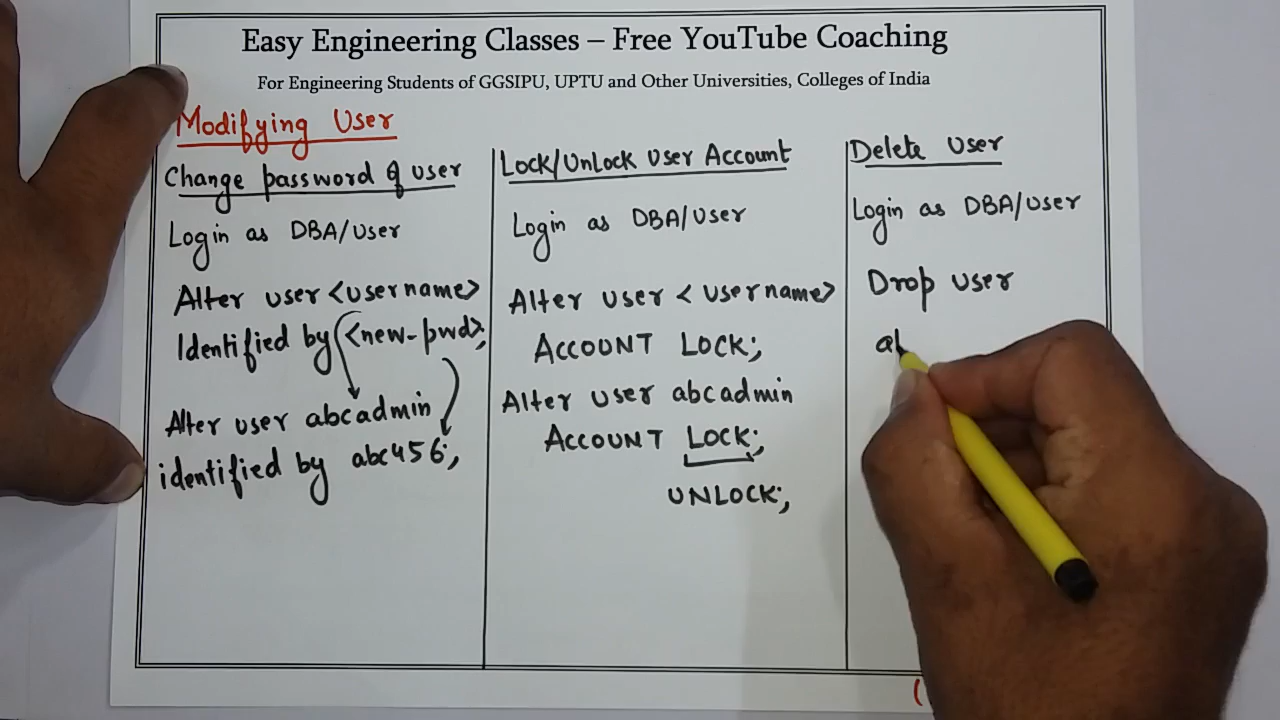 Easy Engineering Classes – Free YouTube Coaching
For Engineering Students of GGSIPU, UPTU and Other Universities, Colleges of India
Modifying User
Change password of user
Login as DBA/User
Alter user <username>
Identified by <new-pwd>;
Alter user abcadmin
identified by abc456;
Lock/UnLock User Account
Login as DBA/User
Alter user <username>
ACCOUNT LOCK;
Alter user abcadmin
ACCOUNT LOCK;
UNLOCK;
Delete User
Login as DBA/User
Drop user
ab